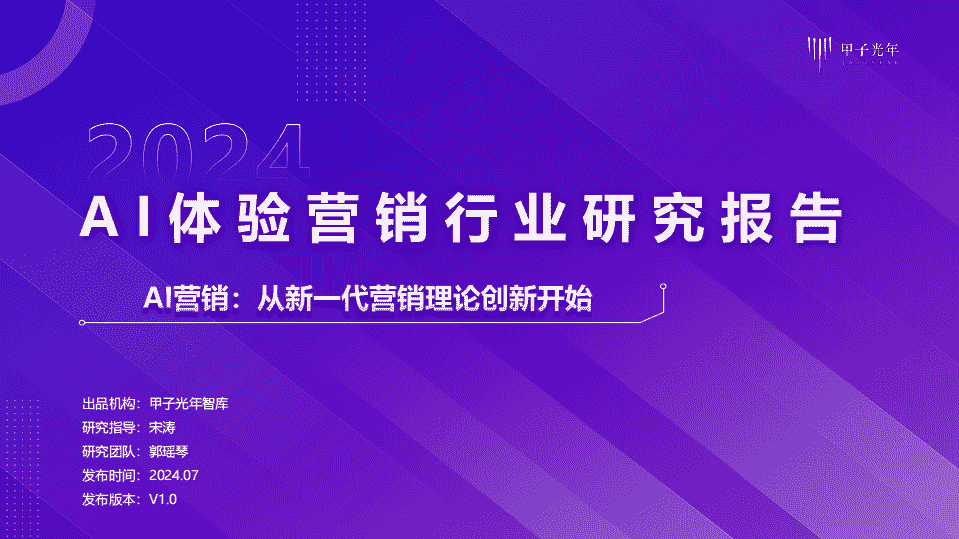 甲子光年
JAZZYEAR
2024
AI体验营销行业研究报告
AI营销：从新一代营销理论创新开始
出品机构：甲子光年智库
研究指导：宋涛
研究团队：郭瑶琴
发布时间：2024.07
发布版本：V1.0